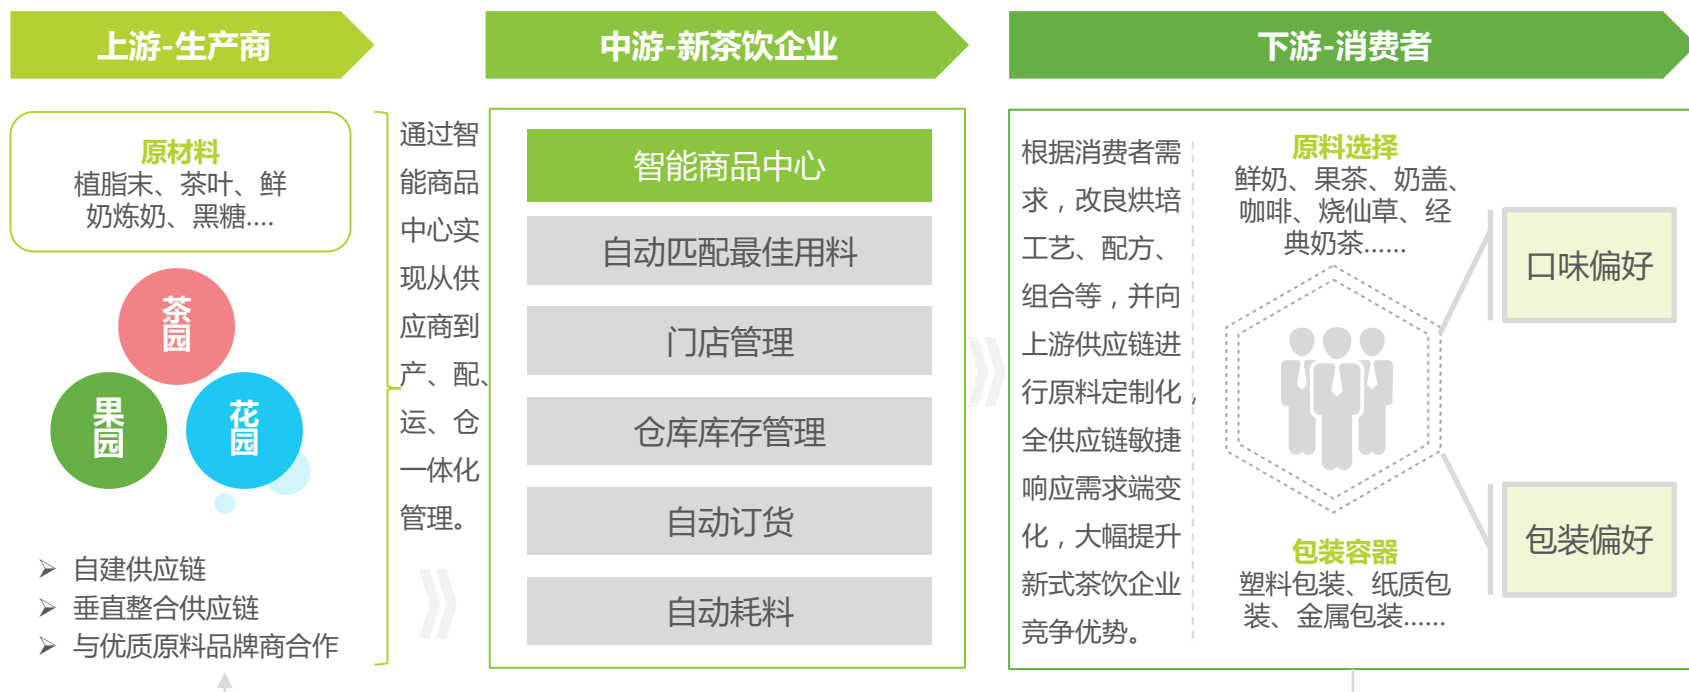 上游-生产商
中游-新茶饮企业
下游-消费者
原材料
植脂末、茶叶、鲜
奶炼奶、黑糖....
茶
园
果
园
花
园
自建供应链
垂直整合供应链
与优质原料品牌商合作
通过智
能商品
中心实
现从供
应商到
产、配、
运、仓
一体化
管理。
智能商品中心
自动匹配最佳用料
门店管理
仓库库存管理
自动订货
自动耗料
根据消费者需
求，改良烘培
工艺、配方、
组合等，并向
上游供应链进
行原料定制化，
全供应链敏捷
响应需求端变
化，大幅提升
新式茶饮企业
竞争优势。
原料选择
鲜奶、果茶、奶盖、
咖啡、烧仙草、经
典奶茶......
包装容器
塑料包装、纸质包
装、金属包装......
口味偏好
包装偏好